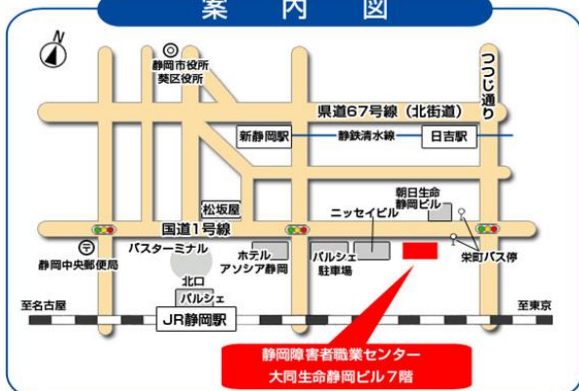 案内図
N
静岡市役所
葵区役所
つつじ通り
県道67号線（北街道）
新静岡駅
静鉄清水線
日吉駅
朝日生命
静岡ビル
松坂屋
ニッセイビル
国道1号線
静岡中央郵便局
バスターミナル
ホテル
アソシア静岡
パルシェ
駐車場
栄町バス停
北口
パルシェ
至名古屋
至東京
JR静岡駅
静岡障害者職業センター
大同生命静岡ビル７階